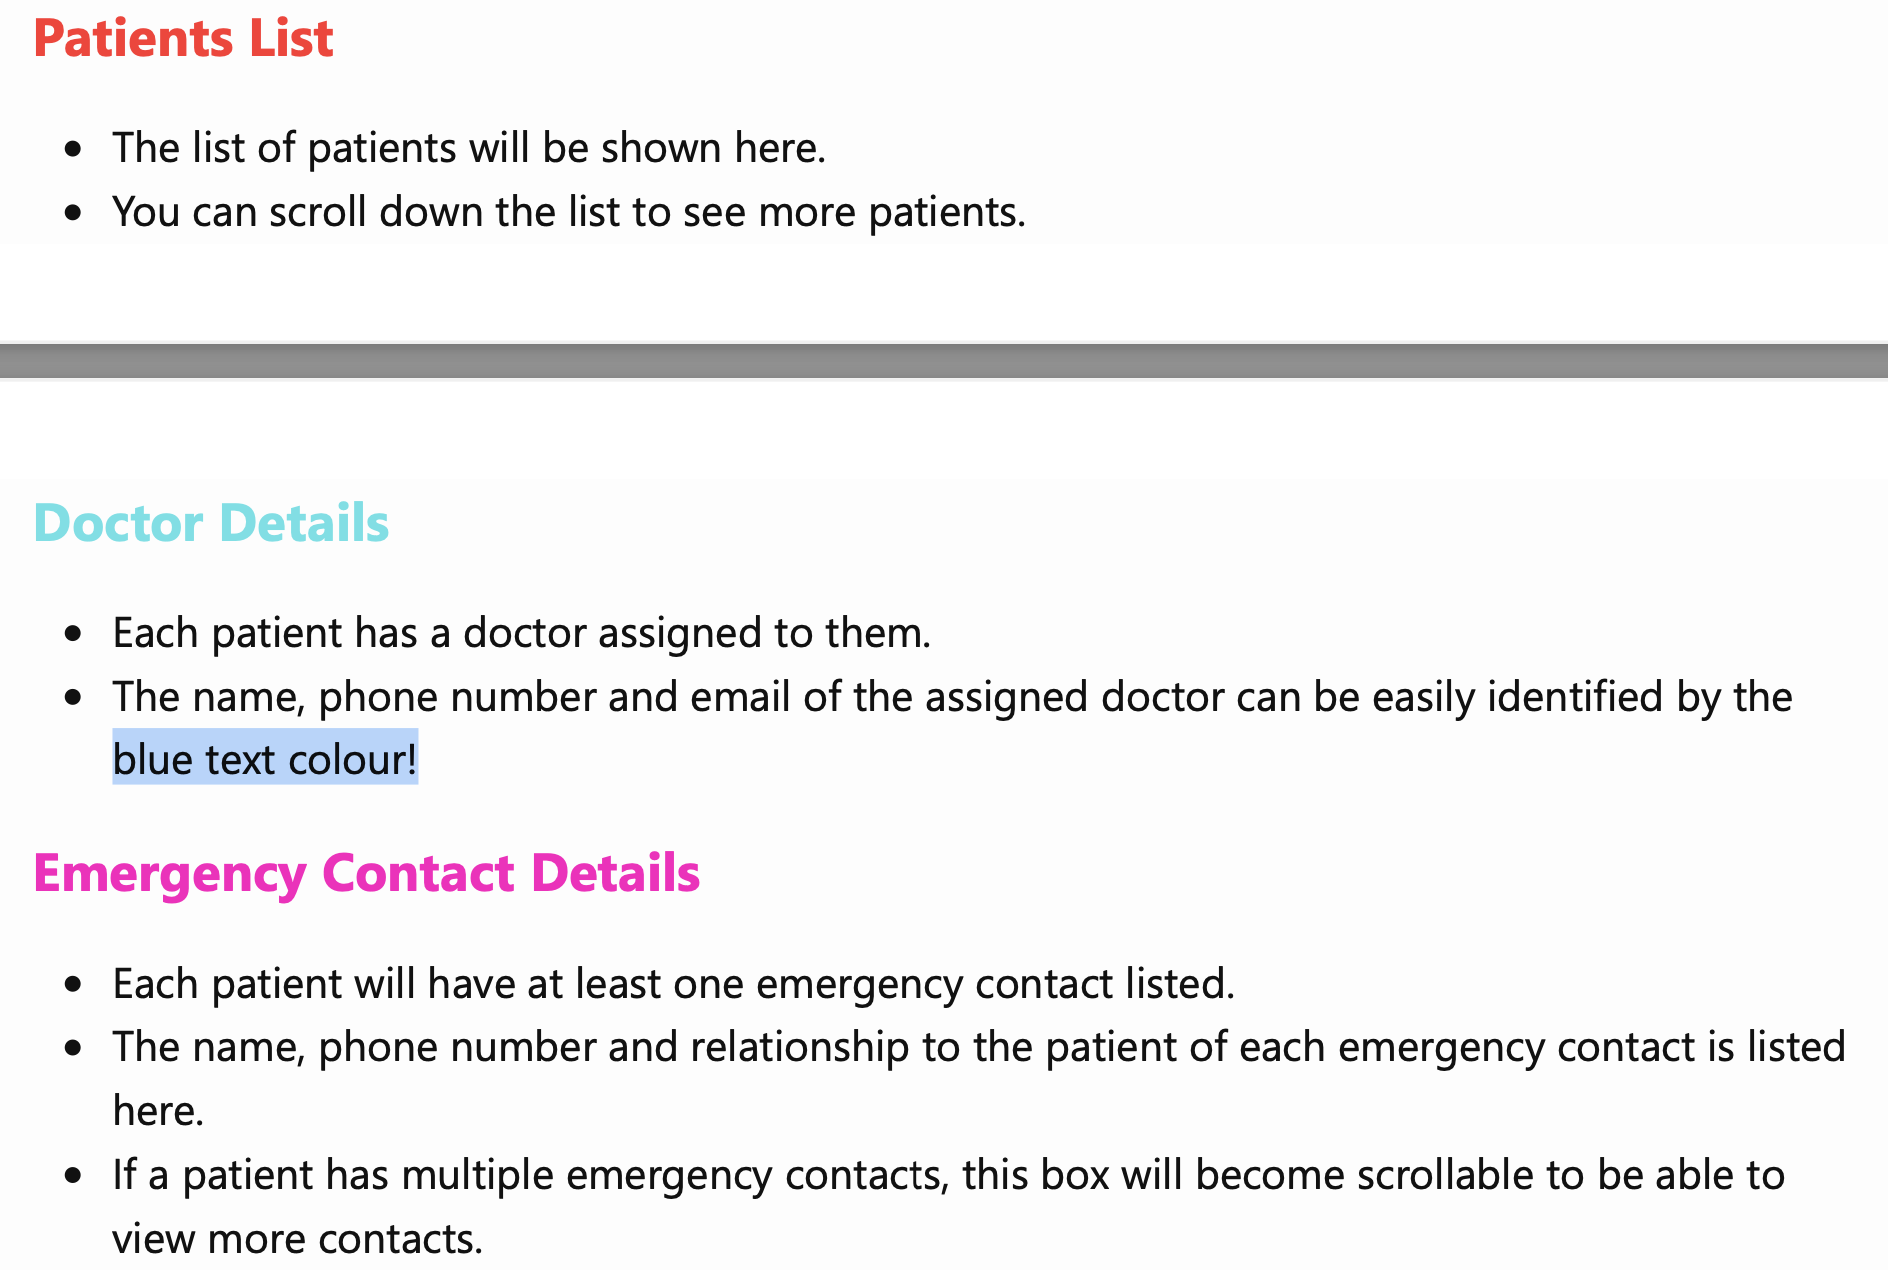 Patients List
• The list of patients will be shown here.
• You can scroll down the list to see more patients.
Doctor Details
• Each patient has a doctor assigned to them.
• The name, phone number and email of the assigned doctor can be easily identified by the
blue text colour!
Emergency Contact Details
• Each patient will have at least one emergency contact listed.
• The name, phone number and relationship to the patient of each emergency contact is listed
here.
• If a patient has multiple emergency contacts, this box will become scrollable to be able to
view more contacts.